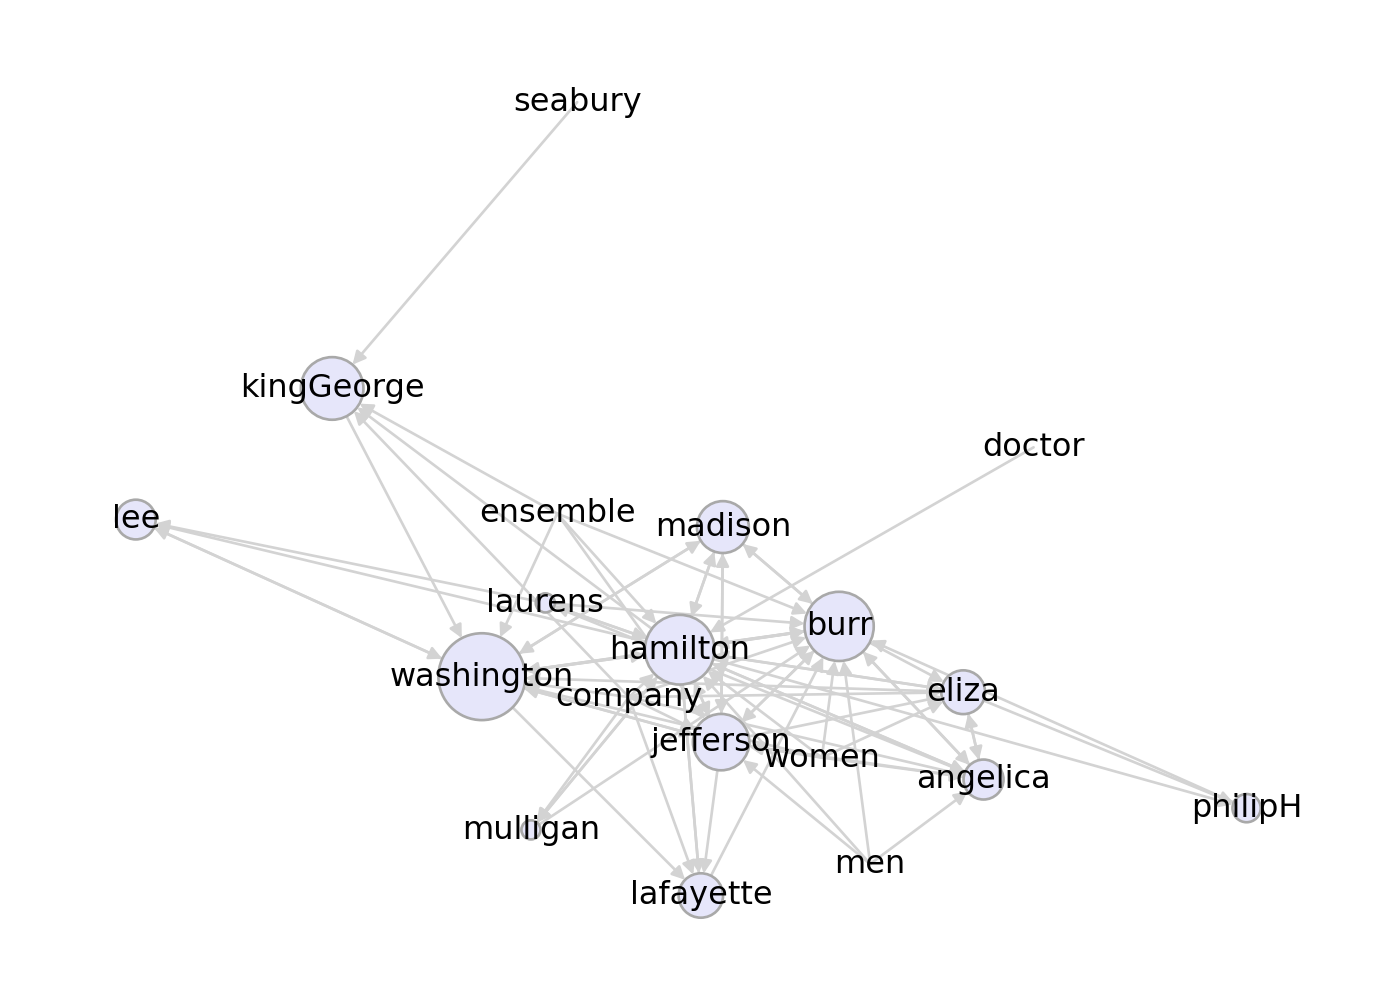 seabury
kingGeorge
doctor
ensemble
lee
madison
laurens
burr
hamilton
washington
eliza
company
jefferson
women
angelica
philipH
mulligan
men
lafayette